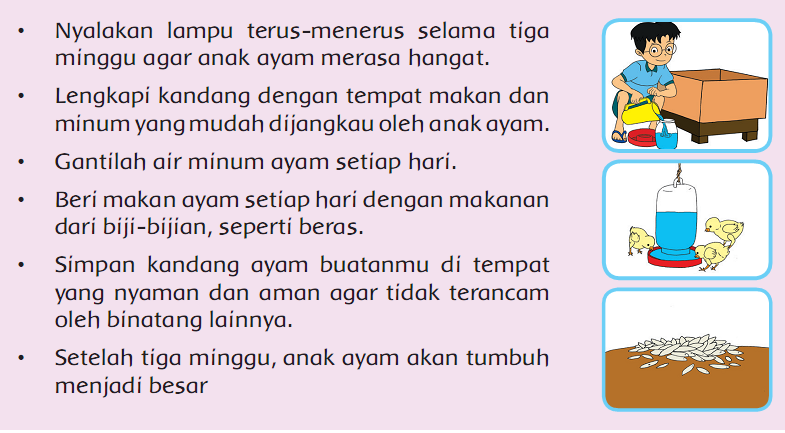 • Nyalakan lampu terus-menerus selama tiga
minggu agar anak ayam merasa hangat.
• Lengkapi kandang dengan tempat makan dan
minum yang mudah dijangkau oleh anak ayam.
• Gantilah air minum ayam setiap hari.
• Beri makan ayam setiap hari dengan makanan
dari biji-bijian, seperti beras.
• Simpan kandang ayam buatanmu di tempat
yang nyaman dan aman agar tidak terancam
oleh binatang lainnya.
• Setelah tiga minggu, anak ayam akan tumbuh
menjadi besar